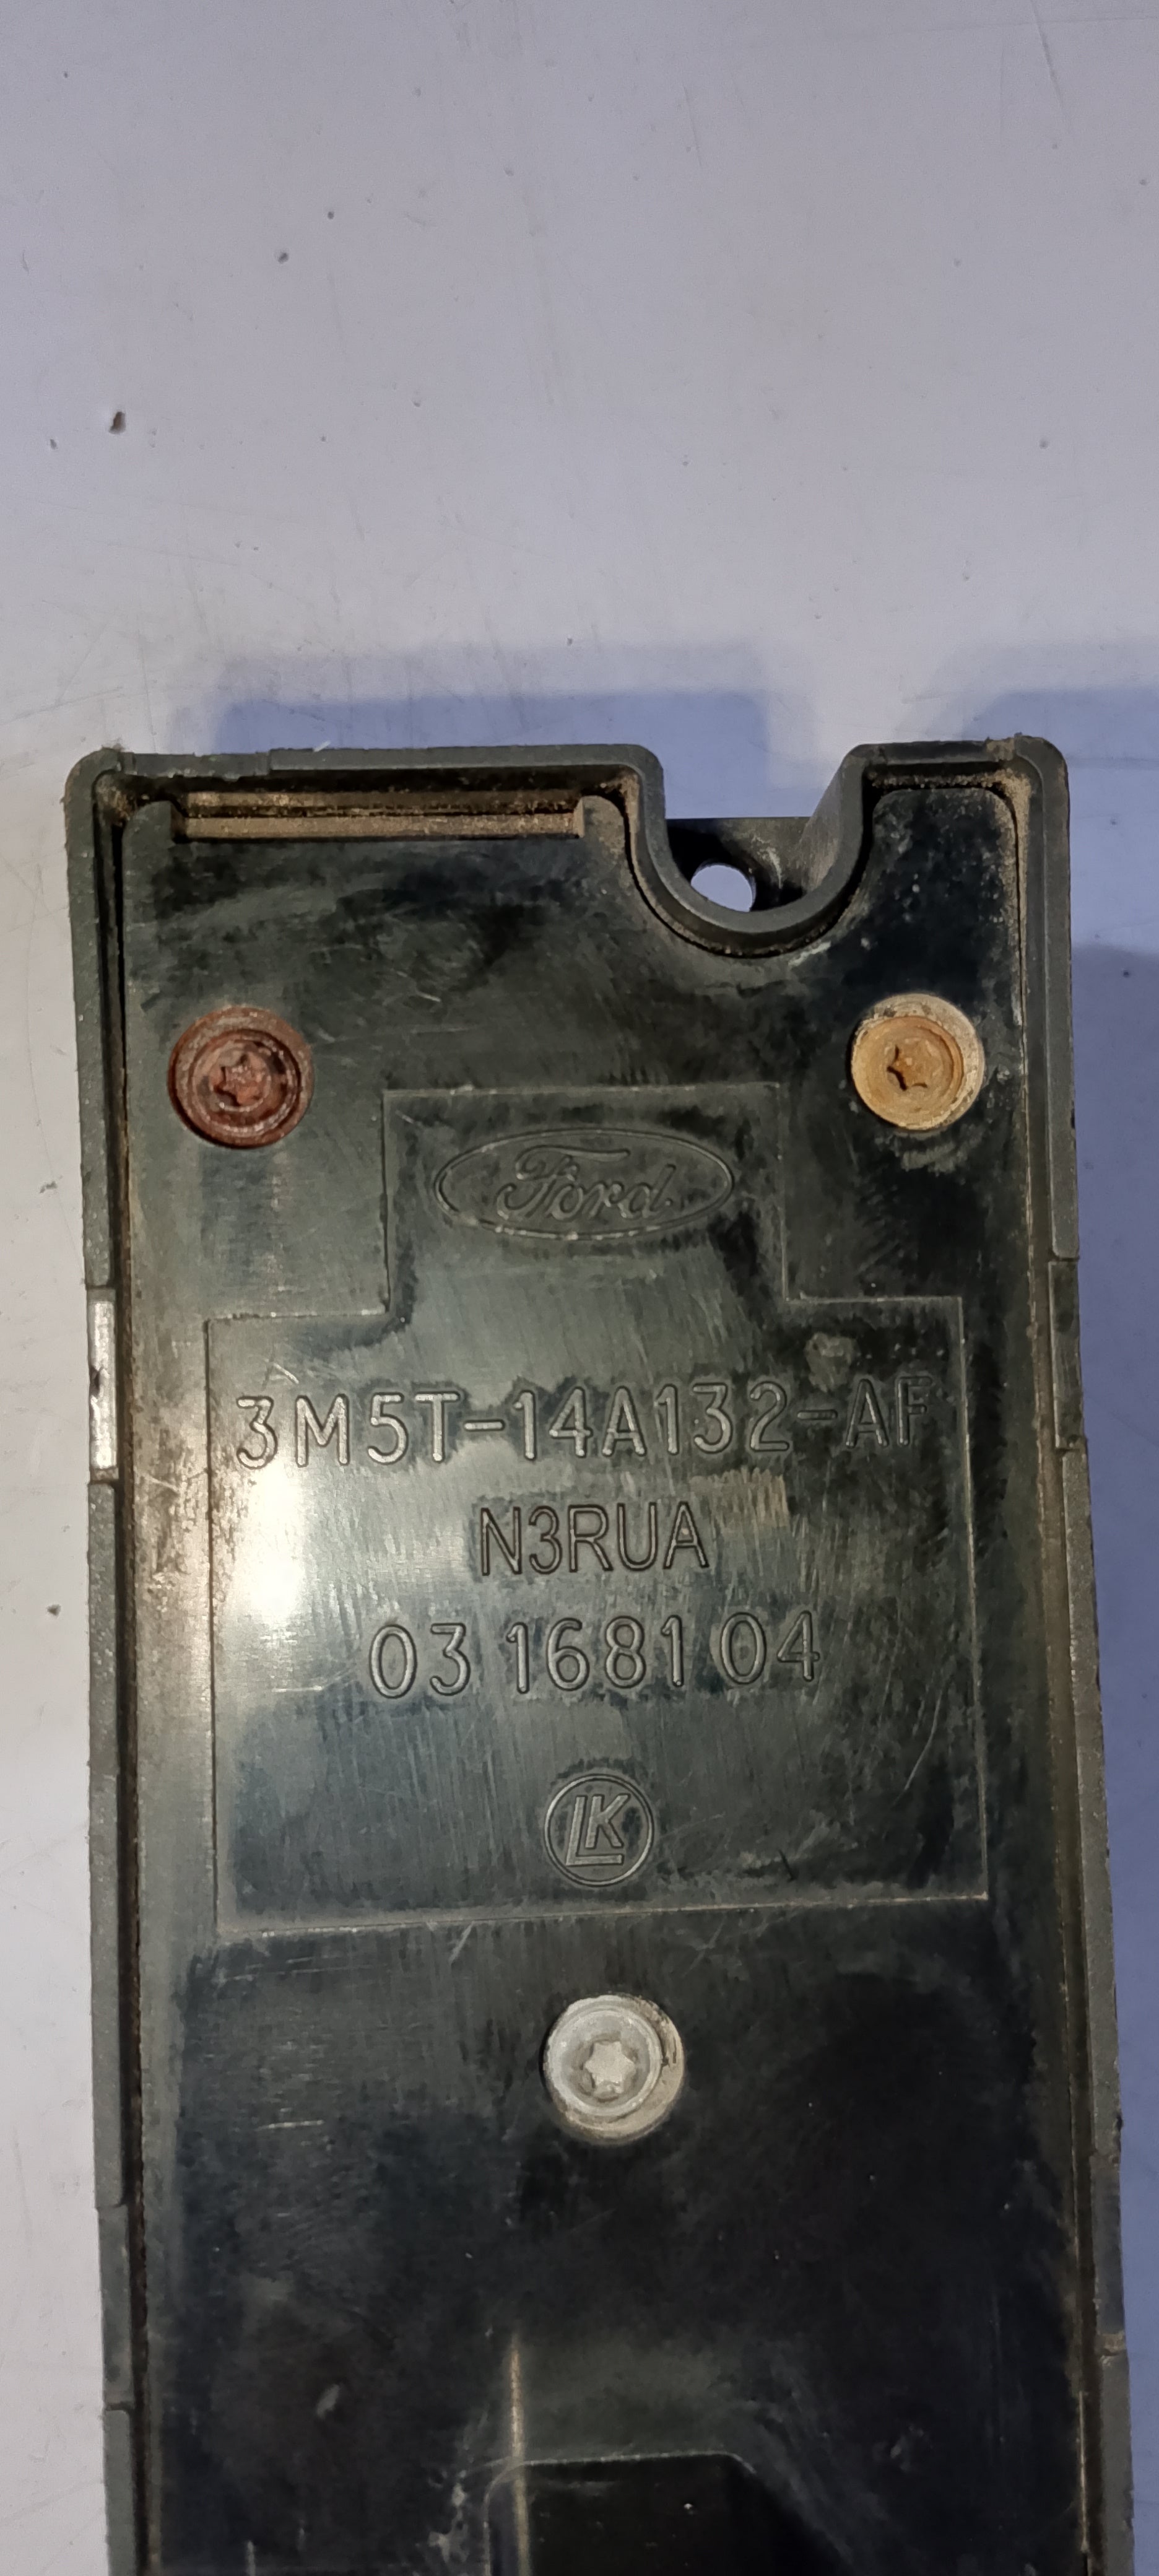 Ford
3M5T-14A132-AF
N3RUA
03 1681 04
LK